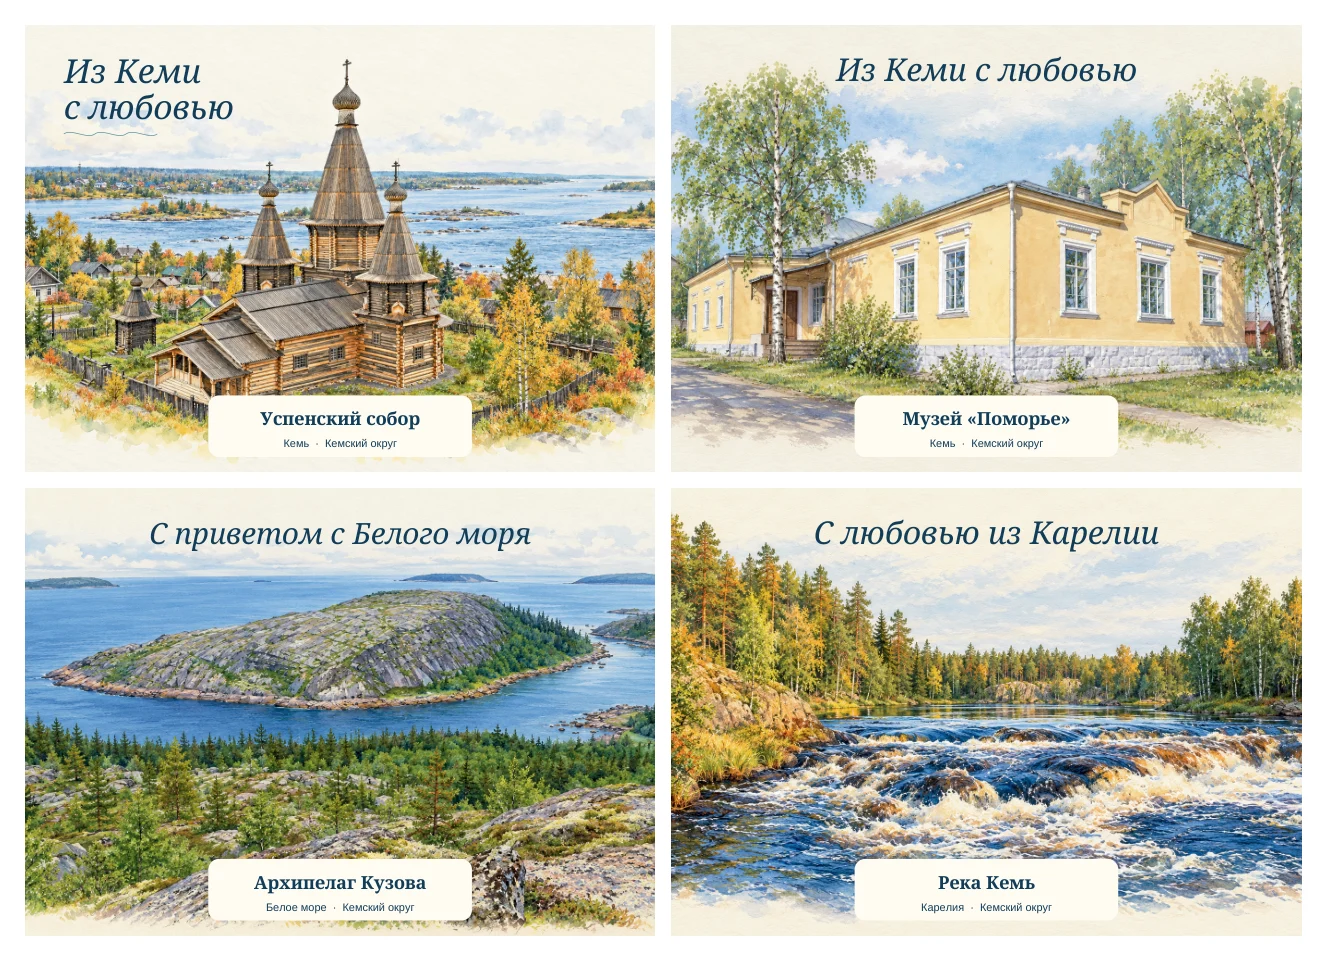 Из Кеми
с любовью
Успенский собор
Кемь · Кемский округ
Из Кеми с любовью
Музей «Поморье»
Кемь · Кемский округ
С приветом с Белого моря
Архипелаг Кузова
Белое море · Кемский округ
С любовью из Карелии
Река Кемь
Карелия · Кемский округ